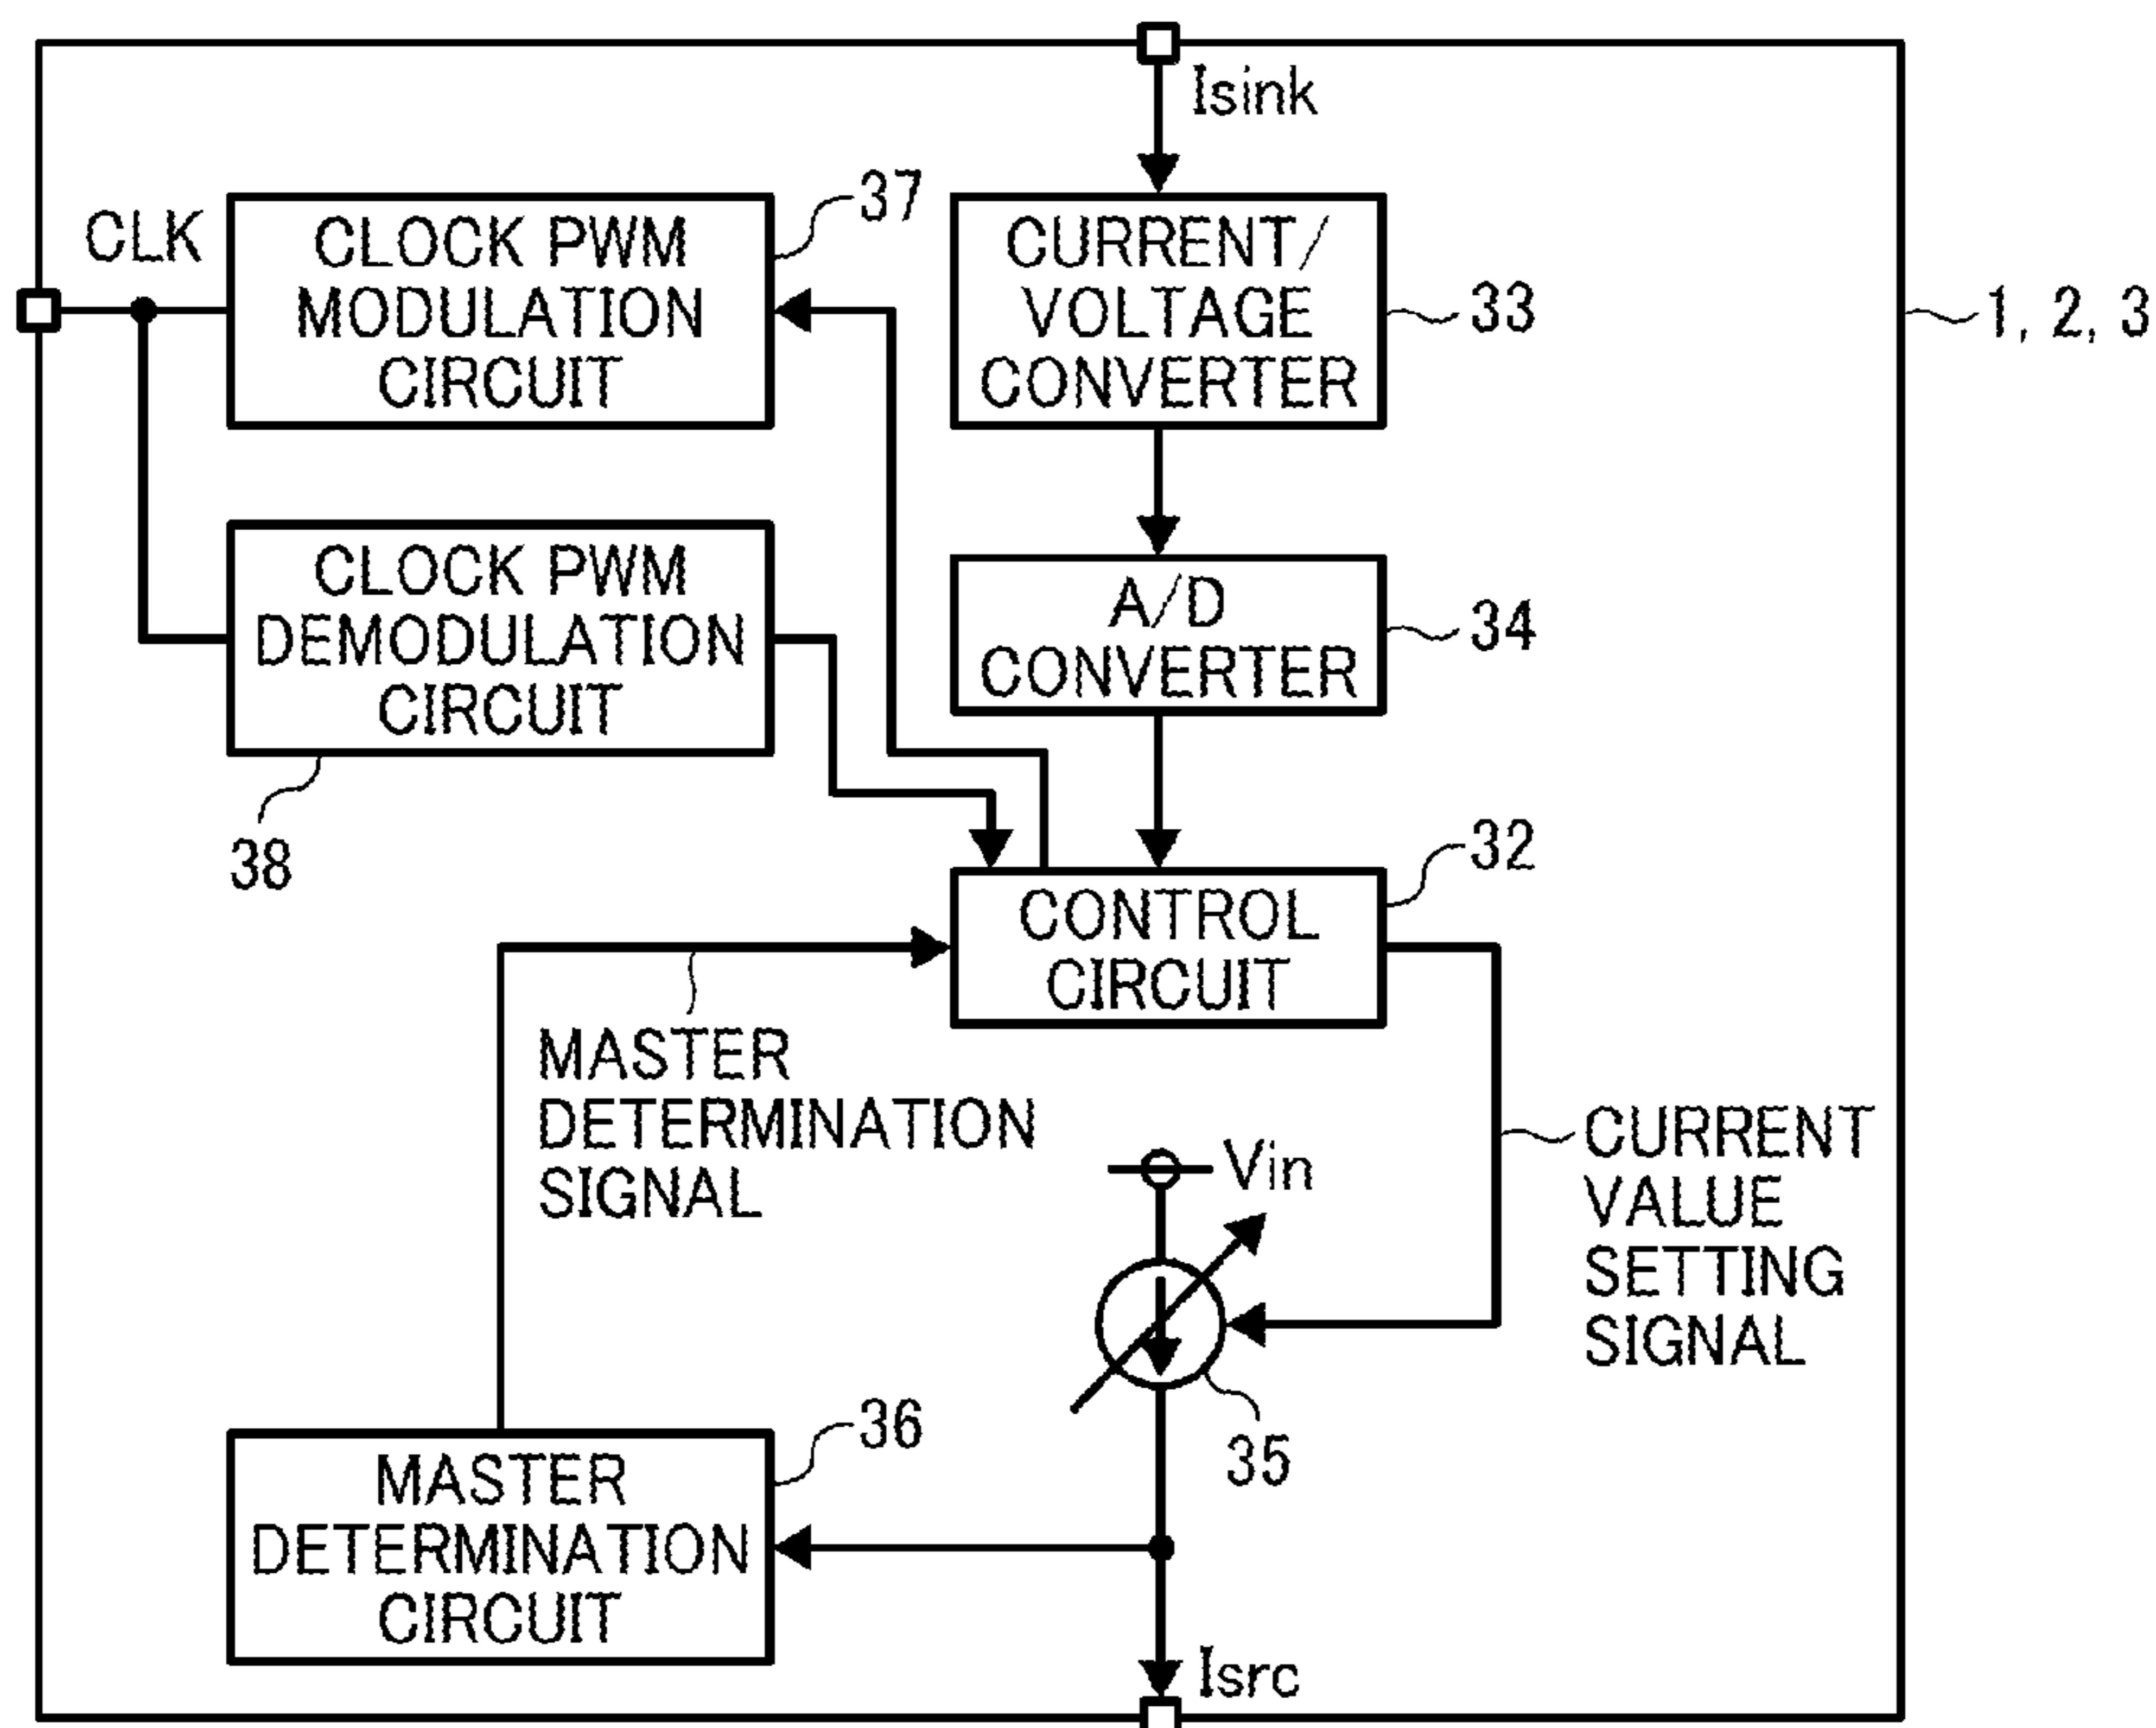 Isink
CLK
CLOCK PWM
MODULATION
CIRCUIT
37
CURRENT/
VOLTAGE
CONVERTER
33
1, 2, 3
CLOCK PWM
DEMODULATION
CIRCUIT
38
A/D
CONVERTER
34
32
CONTROL
CIRCUIT
MASTER
DETERMINATION
SIGNAL
Vin
CURRENT
VALUE
SETTING
SIGNAL
35
36
MASTER
DETERMINATION
CIRCUIT
Isrc